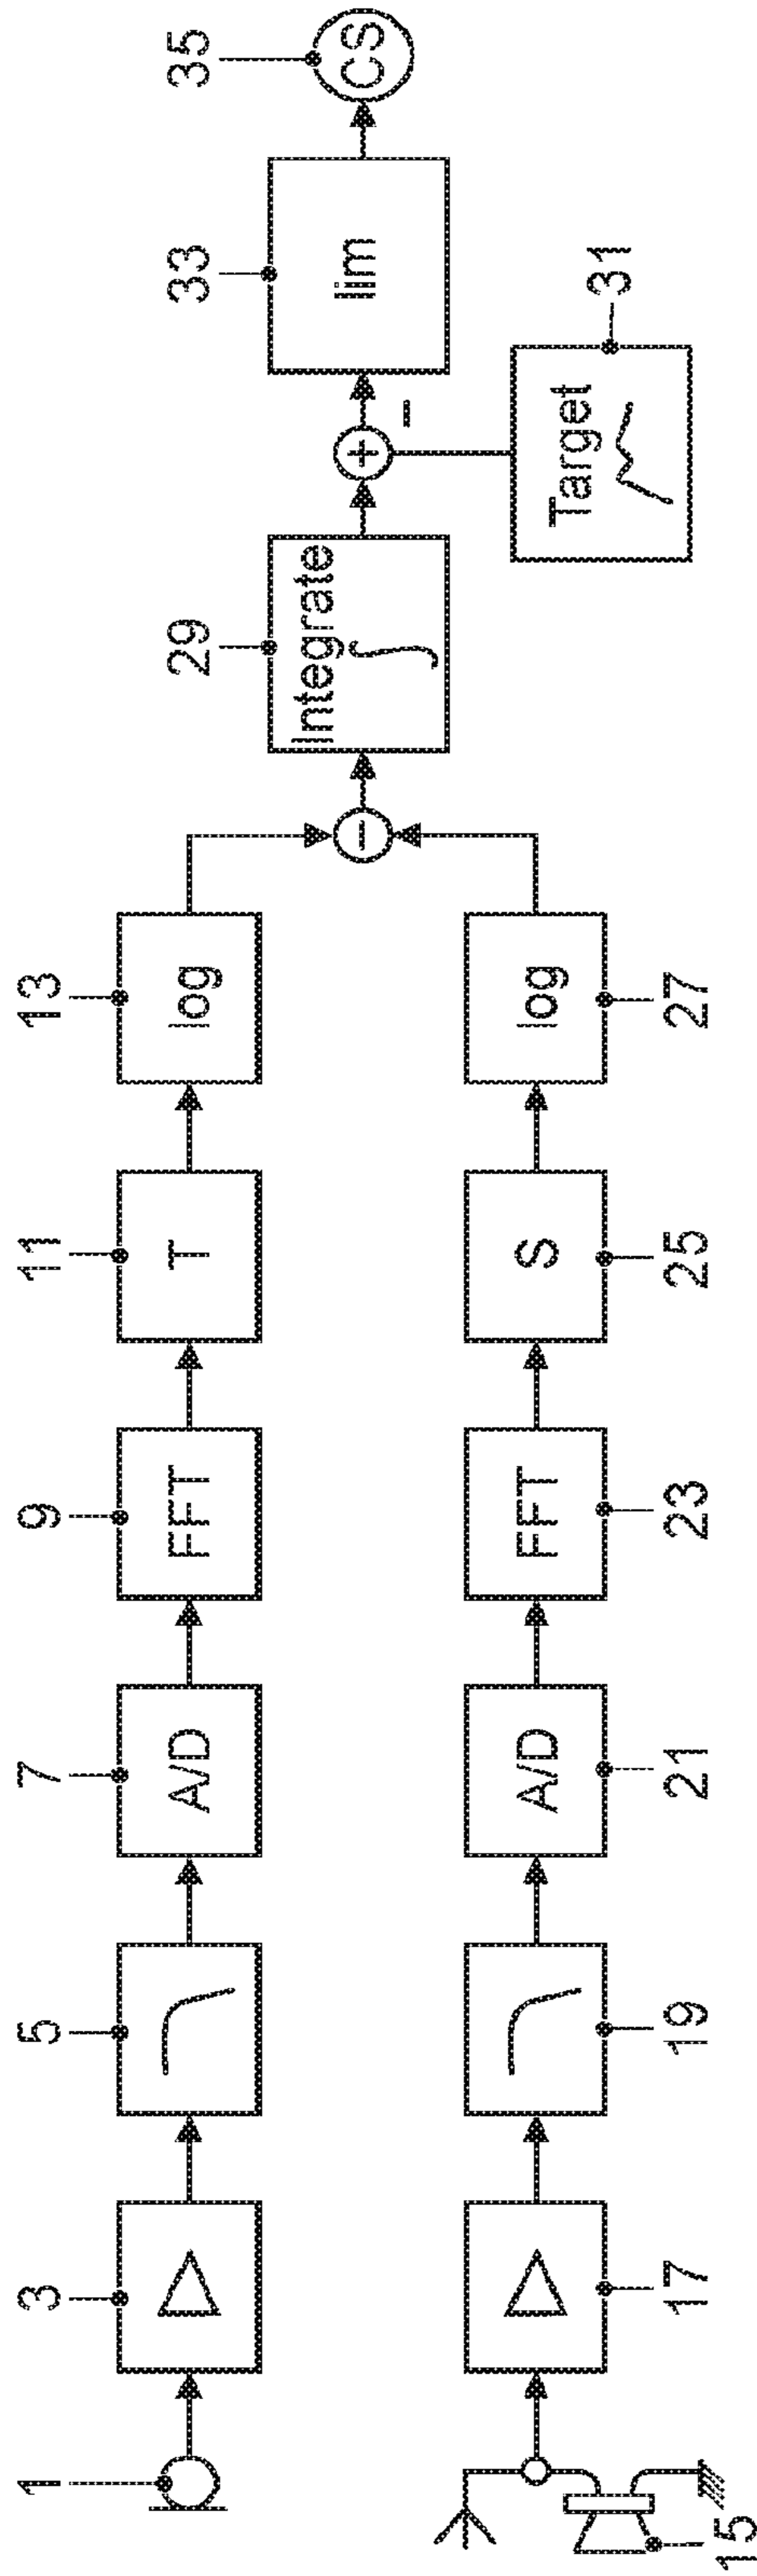 1
3
5
7
9
11
13
29
33
35
FFT
T
log
A/D
Integrate
∫
−
+
−
lim
CS
A/D
FFT
S
log
Target
15
17
19
21
23
25
27
31